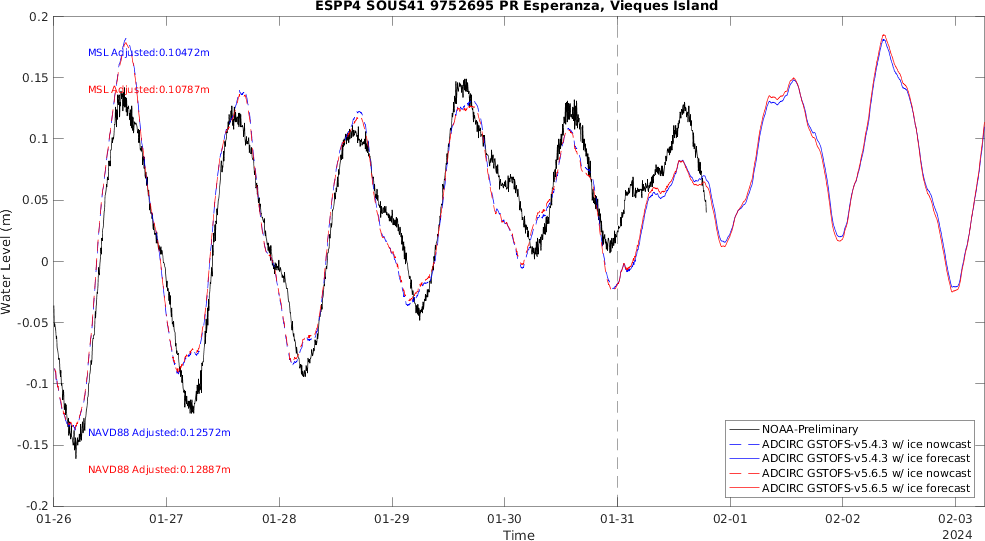 ESPP4 SOUS41 9752695 PR Esperanza, Vieques Island
0.2
0.15
0.1
0.05
0
-0.05
-0.1
-0.15
-0.2
Water Level (m)
MSL Adjusted:0.10472m
MSL Adjusted:0.10787m
NAVD88 Adjusted:0.12572m
NAVD88 Adjusted:0.12887m
NOAA-Preliminary
ADCIRC GSTOFS-v5.4.3 w/ ice nowcast
ADCIRC GSTOFS-v5.4.3 w/ ice forecast
ADCIRC GSTOFS-v5.6.5 w/ ice nowcast
ADCIRC GSTOFS-v5.6.5 w/ ice forecast
01-26 01-27 01-28 01-29 01-30 01-31 02-01 02-02 02-03
2024
Time